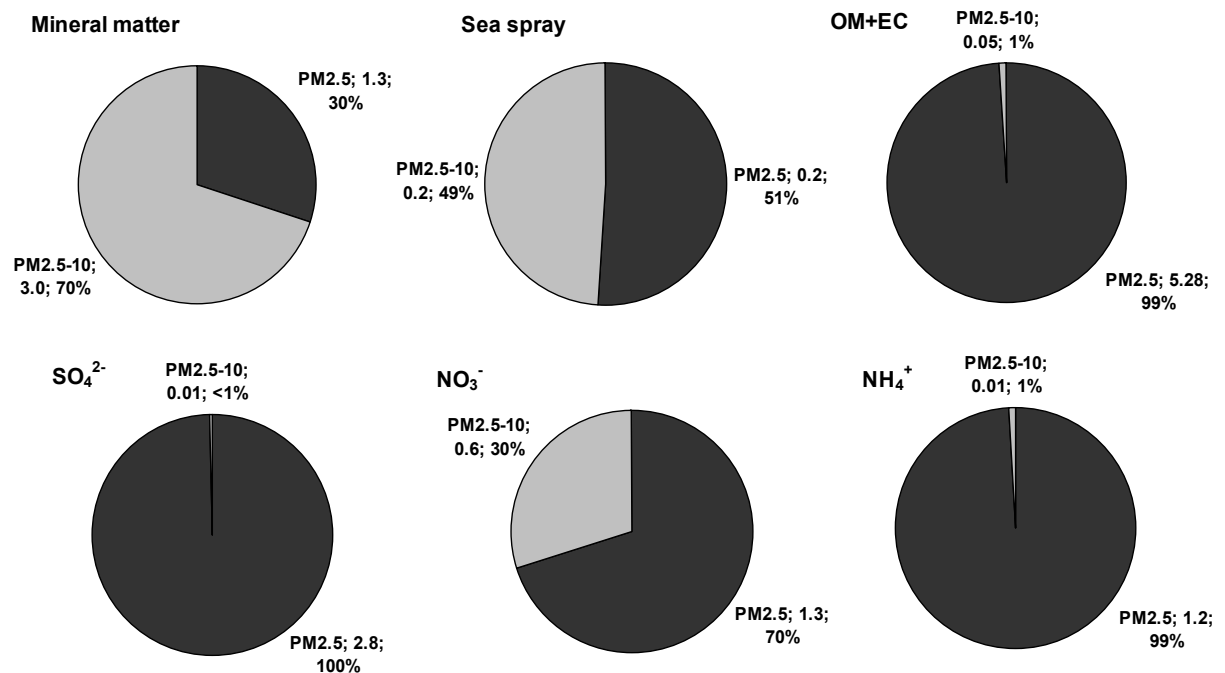 Mineral matter
PM2.5; 1.3;
30%
PM2.5-10;
3.0; 70%
Sea spray
PM2.5-10;
0.2; 49%
PM2.5; 0.2;
51%
OM+EC
PM2.5-10;
0.05; 1%
PM2.5; 5.28;
99%
SO₄²⁻
PM2.5-10;
0.01; <1%
PM2.5; 2.8;
100%
NO₃⁻
PM2.5-10;
0.6; 30%
PM2.5; 1.3;
70%
NH₄⁺
PM2.5-10;
0.01; 1%
PM2.5; 1.2;
99%